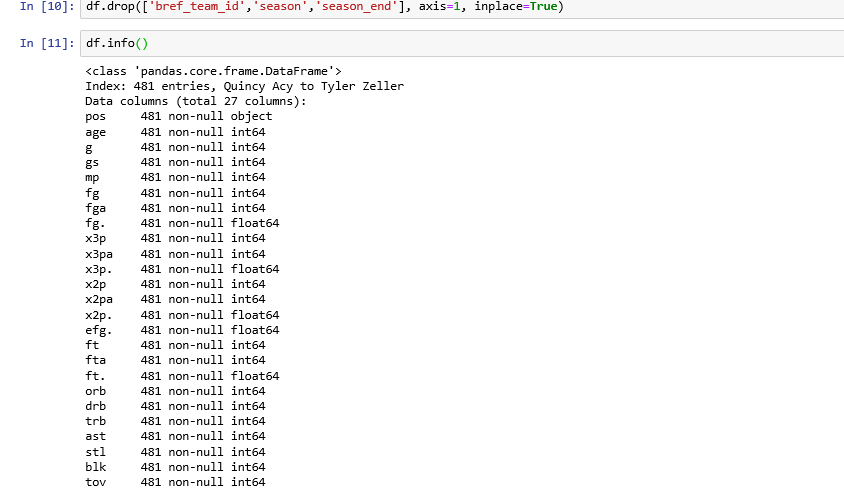 In [10]: df.drop(['bref_team_id','season','season_end'], axis=1, inplace=True)
In [11]: df.info()
<class 'pandas.core.frame.DataFrame'>
Index: 481 entries, Quincy Acy to Tyler Zeller
Data columns (total 27 columns):
pos 481 non-null object
age 481 non-null int64
g 481 non-null int64
gs 481 non-null int64
mp 481 non-null int64
fg 481 non-null int64
fga 481 non-null int64
fg. 481 non-null float64
x3p 481 non-null int64
x3pa 481 non-null int64
x3p. 481 non-null float64
x2p 481 non-null int64
x2pa 481 non-null int64
x2p. 481 non-null float64
efg. 481 non-null float64
ft 481 non-null int64
fta 481 non-null int64
ft. 481 non-null float64
orb 481 non-null int64
drb 481 non-null int64
trb 481 non-null int64
ast 481 non-null int64
stl 481 non-null int64
blk 481 non-null int64
tov 481 non-null int64